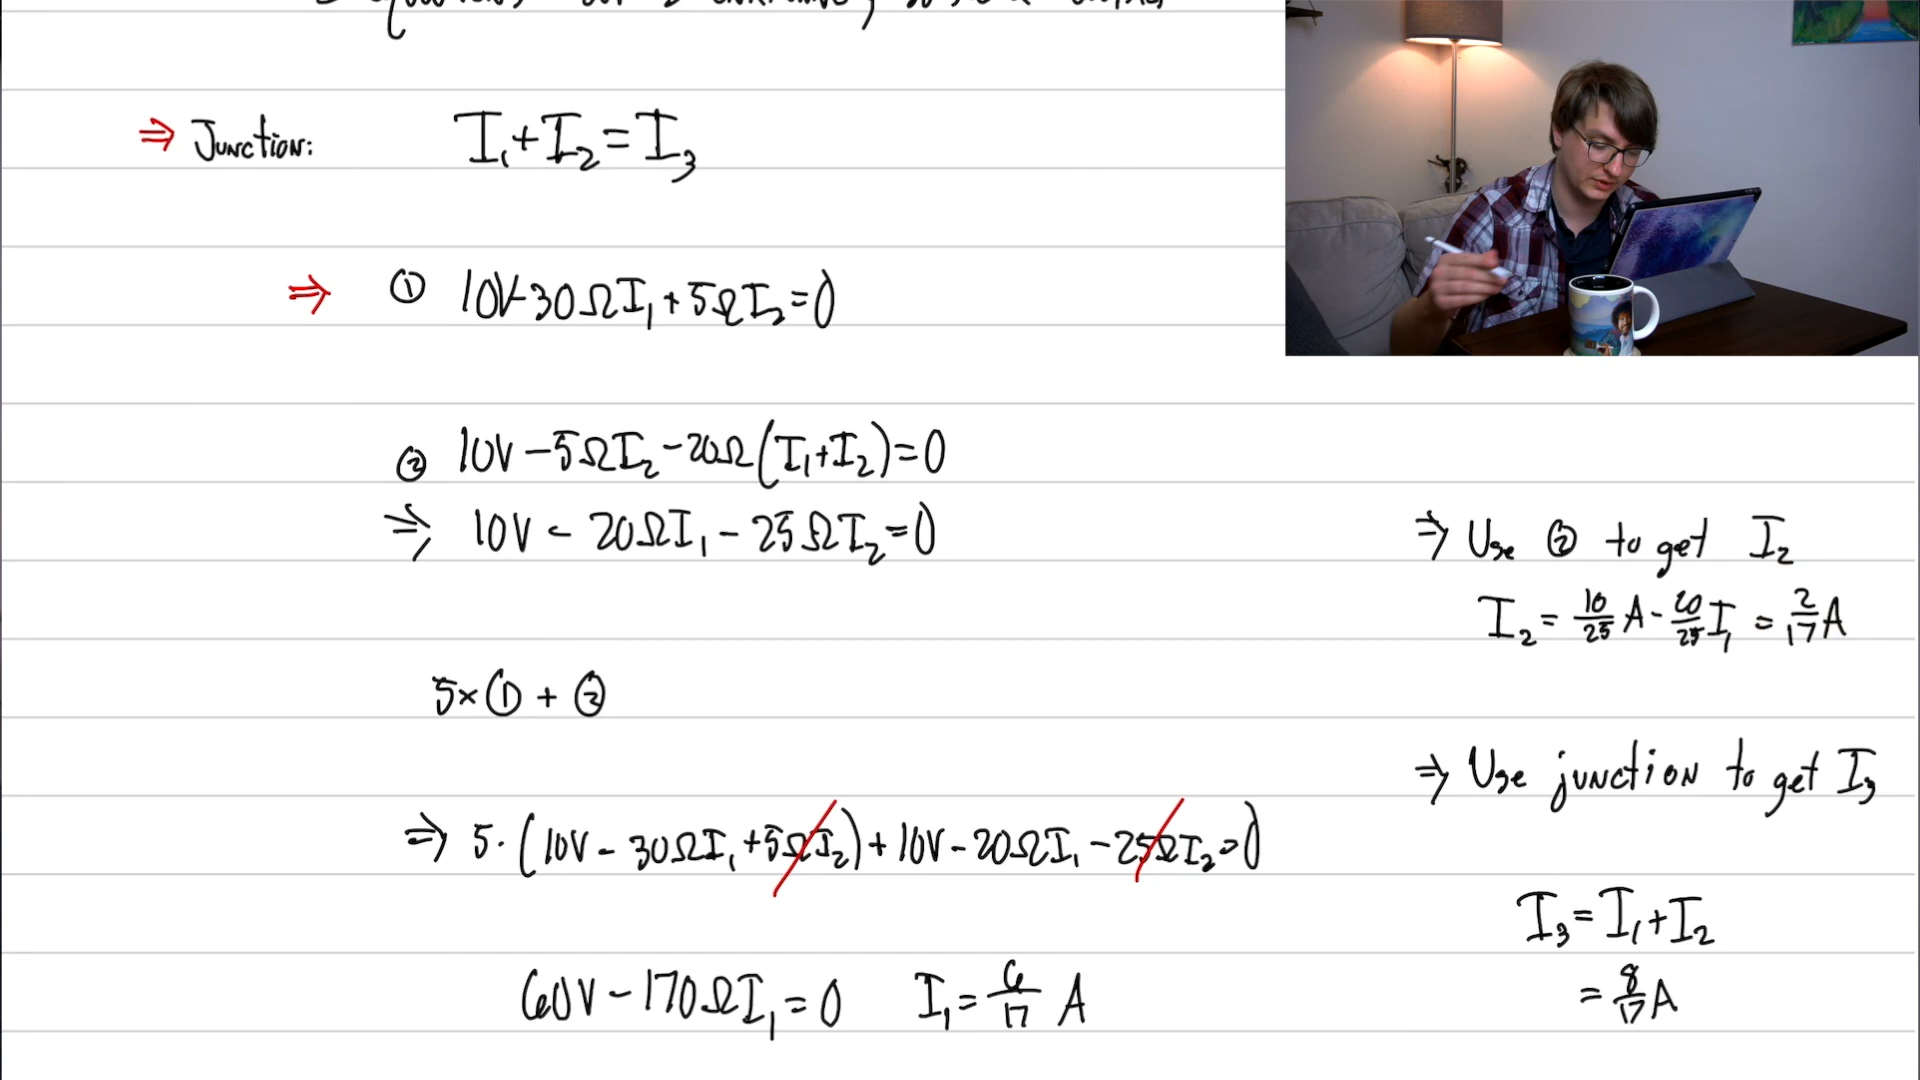 ⇒ Junction: I₁+I₂=I₃
⇒ ① 10V-30ΩI₁+5ΩI₂=0
② 10V-5ΩI₂-20Ω(I₁+I₂)=0
⇒ 10V-20ΩI₁-25ΩI₂=0
5×①+②
⇒ 5·(10V-30ΩI₁+5ΩI₂)+10V-20ΩI₁-25ΩI₂=0
60V-170ΩI₁=0 I₁=6/17 A
⇒ Use ② to get I₂
I₂=10/25 A-20/25 I₁=2/17 A
⇒ Use junction to get I₃
I₃=I₁+I₂
=8/17 A